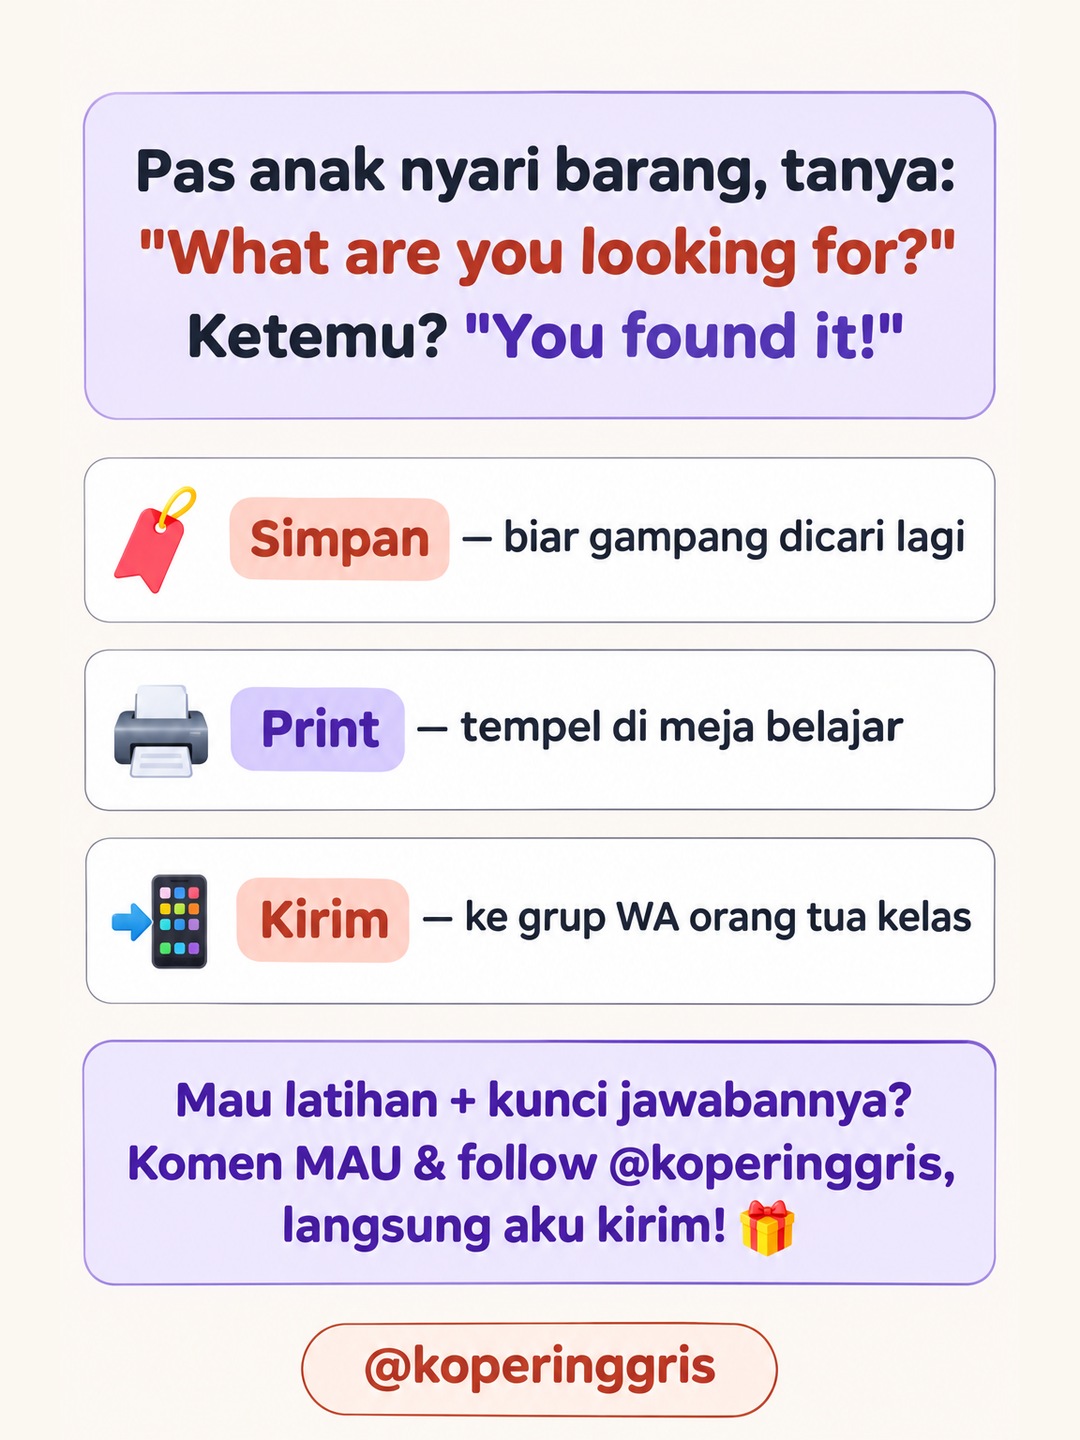 Pas anak nyari barang, tanya:
"What are you looking for?"
Ketemu? "You found it!"
Simpan – biar gampang dicari lagi
Print – tempel di meja belajar
Kirim – ke grup WA orang tua kelas
Mau latihan + kunci jawabannya?
Komen MAU & follow @koperinggris,
langsung aku kirim! 🎁
@koperinggris